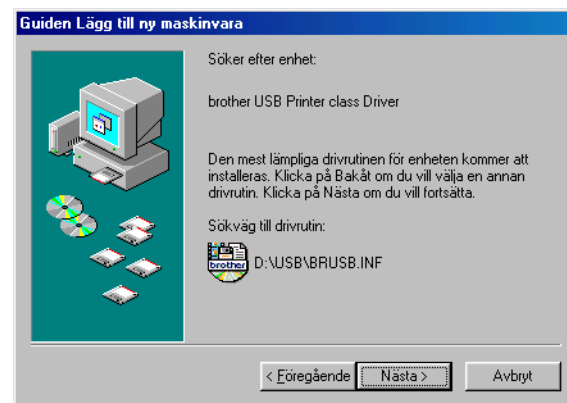 Guiden Lägg till ny maskinvara
Söker efter enhet:
brother USB Printer class Driver
Den mest lämpliga drivrutinen för enheten kommer att
installeras. Klicka på Bakåt om du vill välja en annan
drivrutin. Klicka på Nästa om du vill fortsätta.
Sökväg till drivrutin:
brother
D:\USB\BRUSB.INF
< Föregående
Nästa >
Avbryt